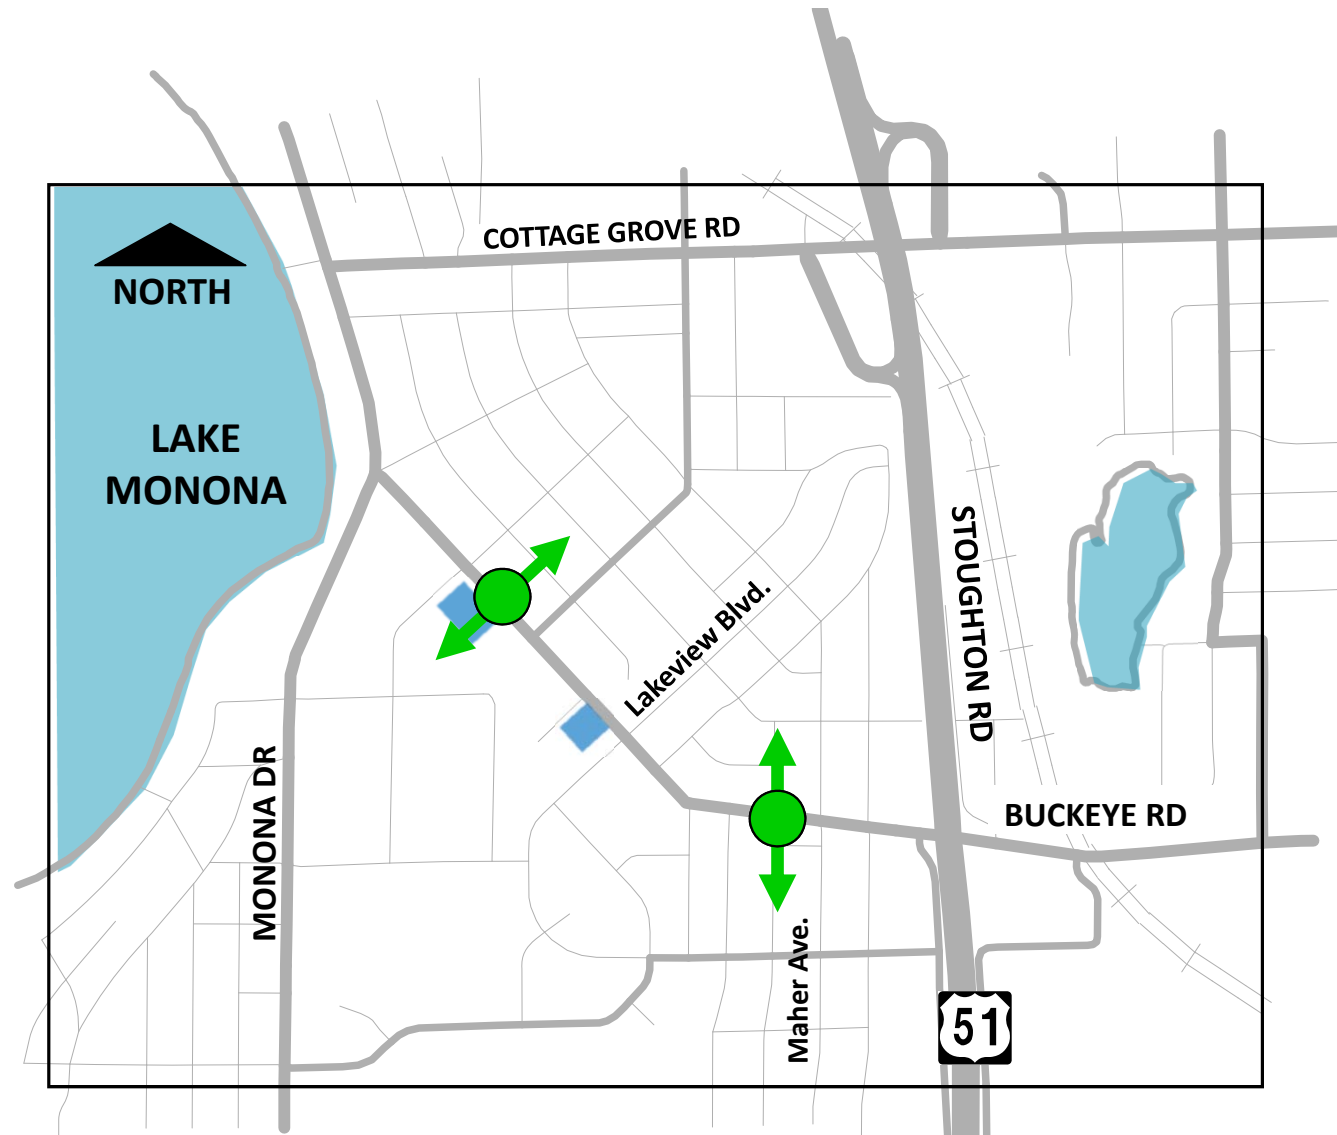 COTTAGE GROVE RD
NORTH
LAKE
MONONA
STOUGHTON RD
Lakeview Blvd.
MONONA DR
BUCKEYE RD
Maher Ave.
51